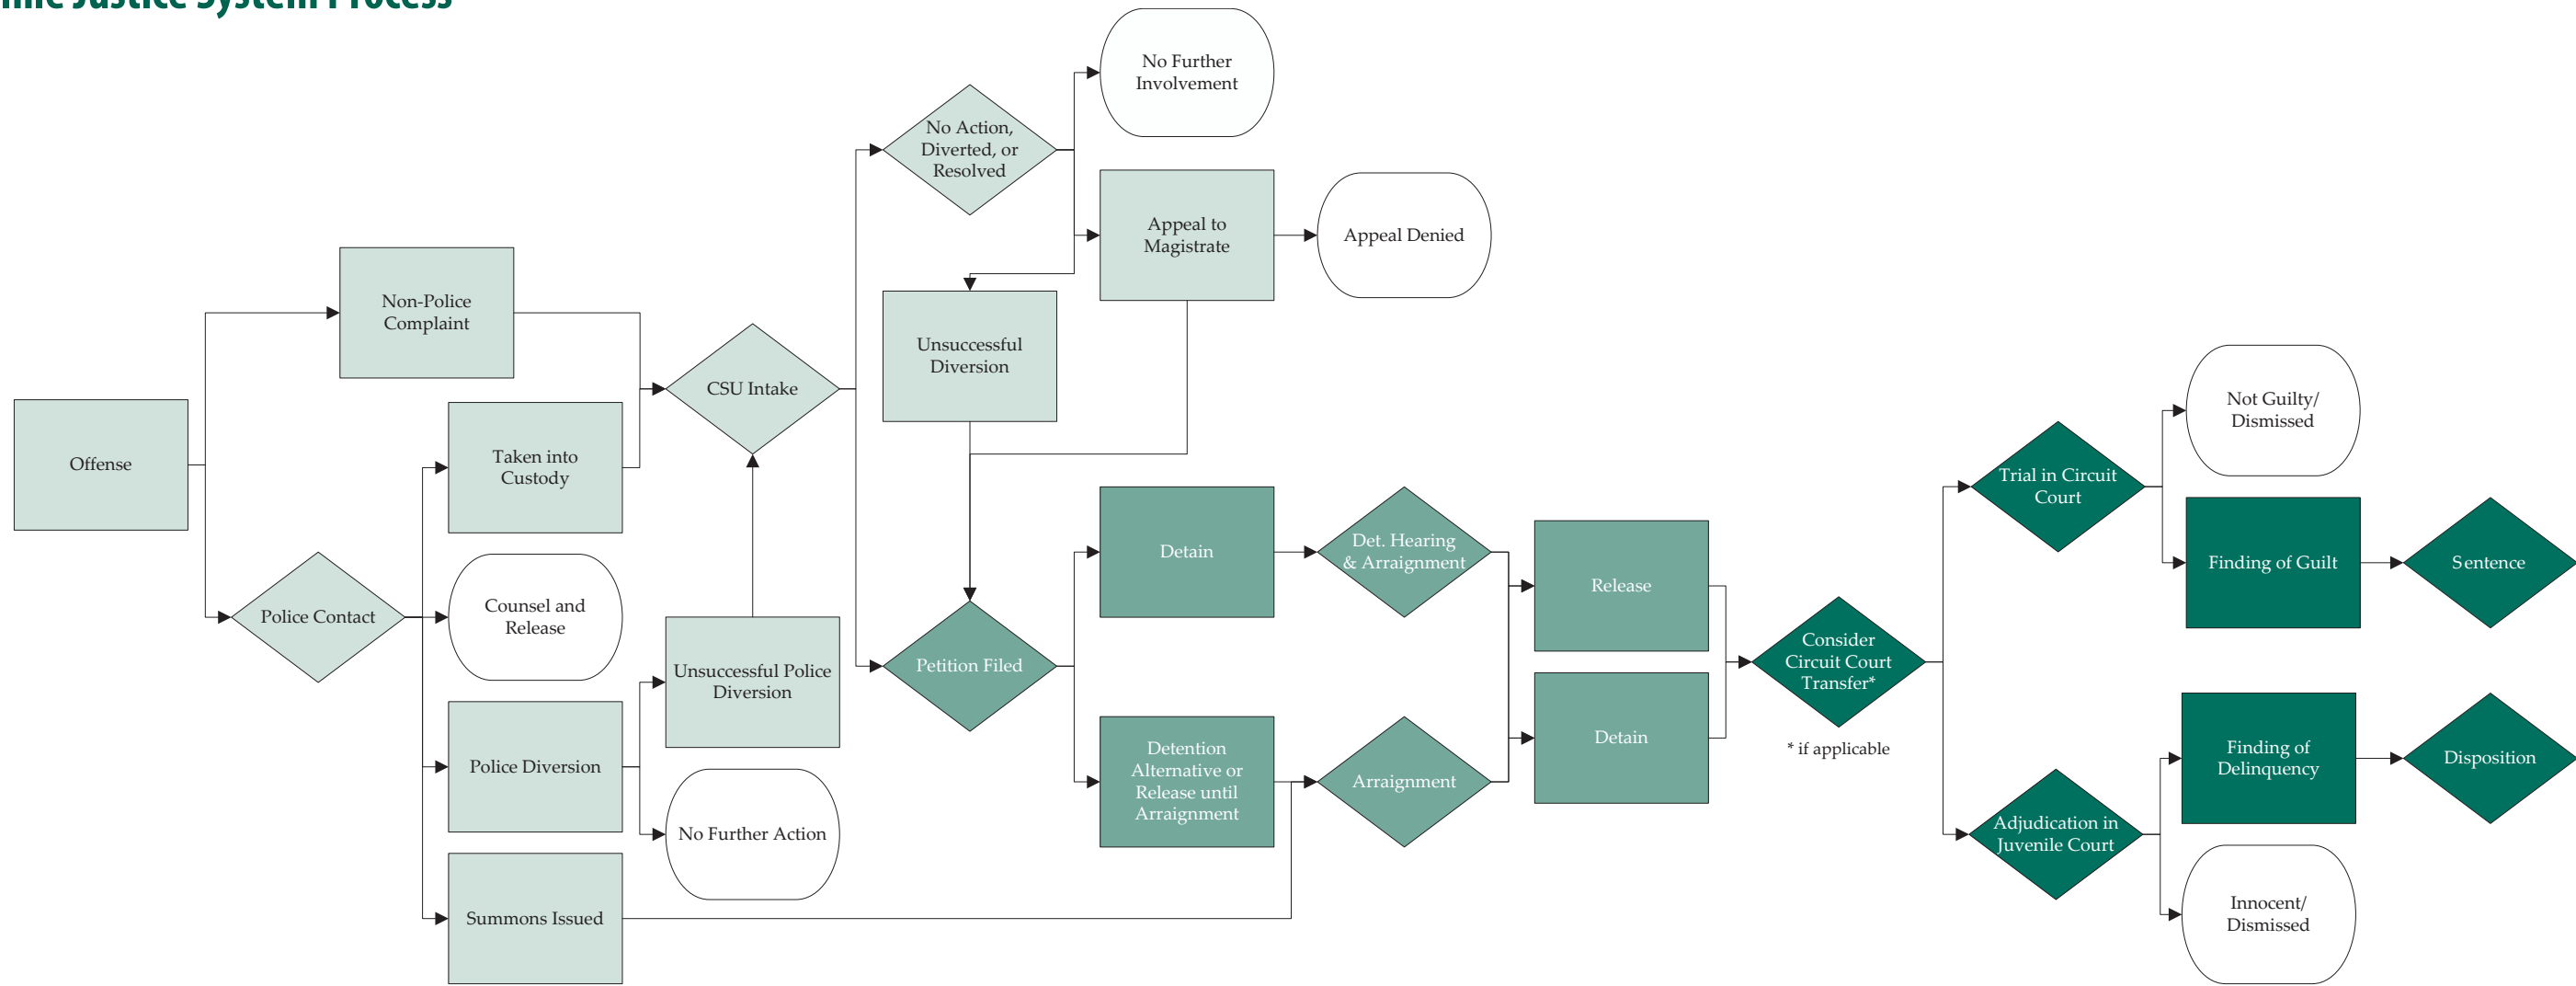 Justice System Process
No Further
Involvement
No Action,
Diverted, or
Resolved
Appeal to
Magistrate
Appeal Denied
Non-Police
Complaint
Unsuccessful
Diversion
CSU Intake
Offense
Taken into
Custody
Police Contact
Counsel and
Release
Unsuccessful Police
Diversion
Police Diversion
No Further Action
Summons Issued
Petition Filed
Detain
Det. Hearing
& Arraignment
Detention
Alternative or
Release until
Arraignment
Arraignment
Release
Detain
Consider
Circuit Court
Transfer*
* if applicable
Trial in Circuit
Court
Not Guilty/
Dismissed
Finding of Guilt
Sentence
Adjudication in
Juvenile Court
Finding of
Delinquency
Disposition
Innocent/
Dismissed